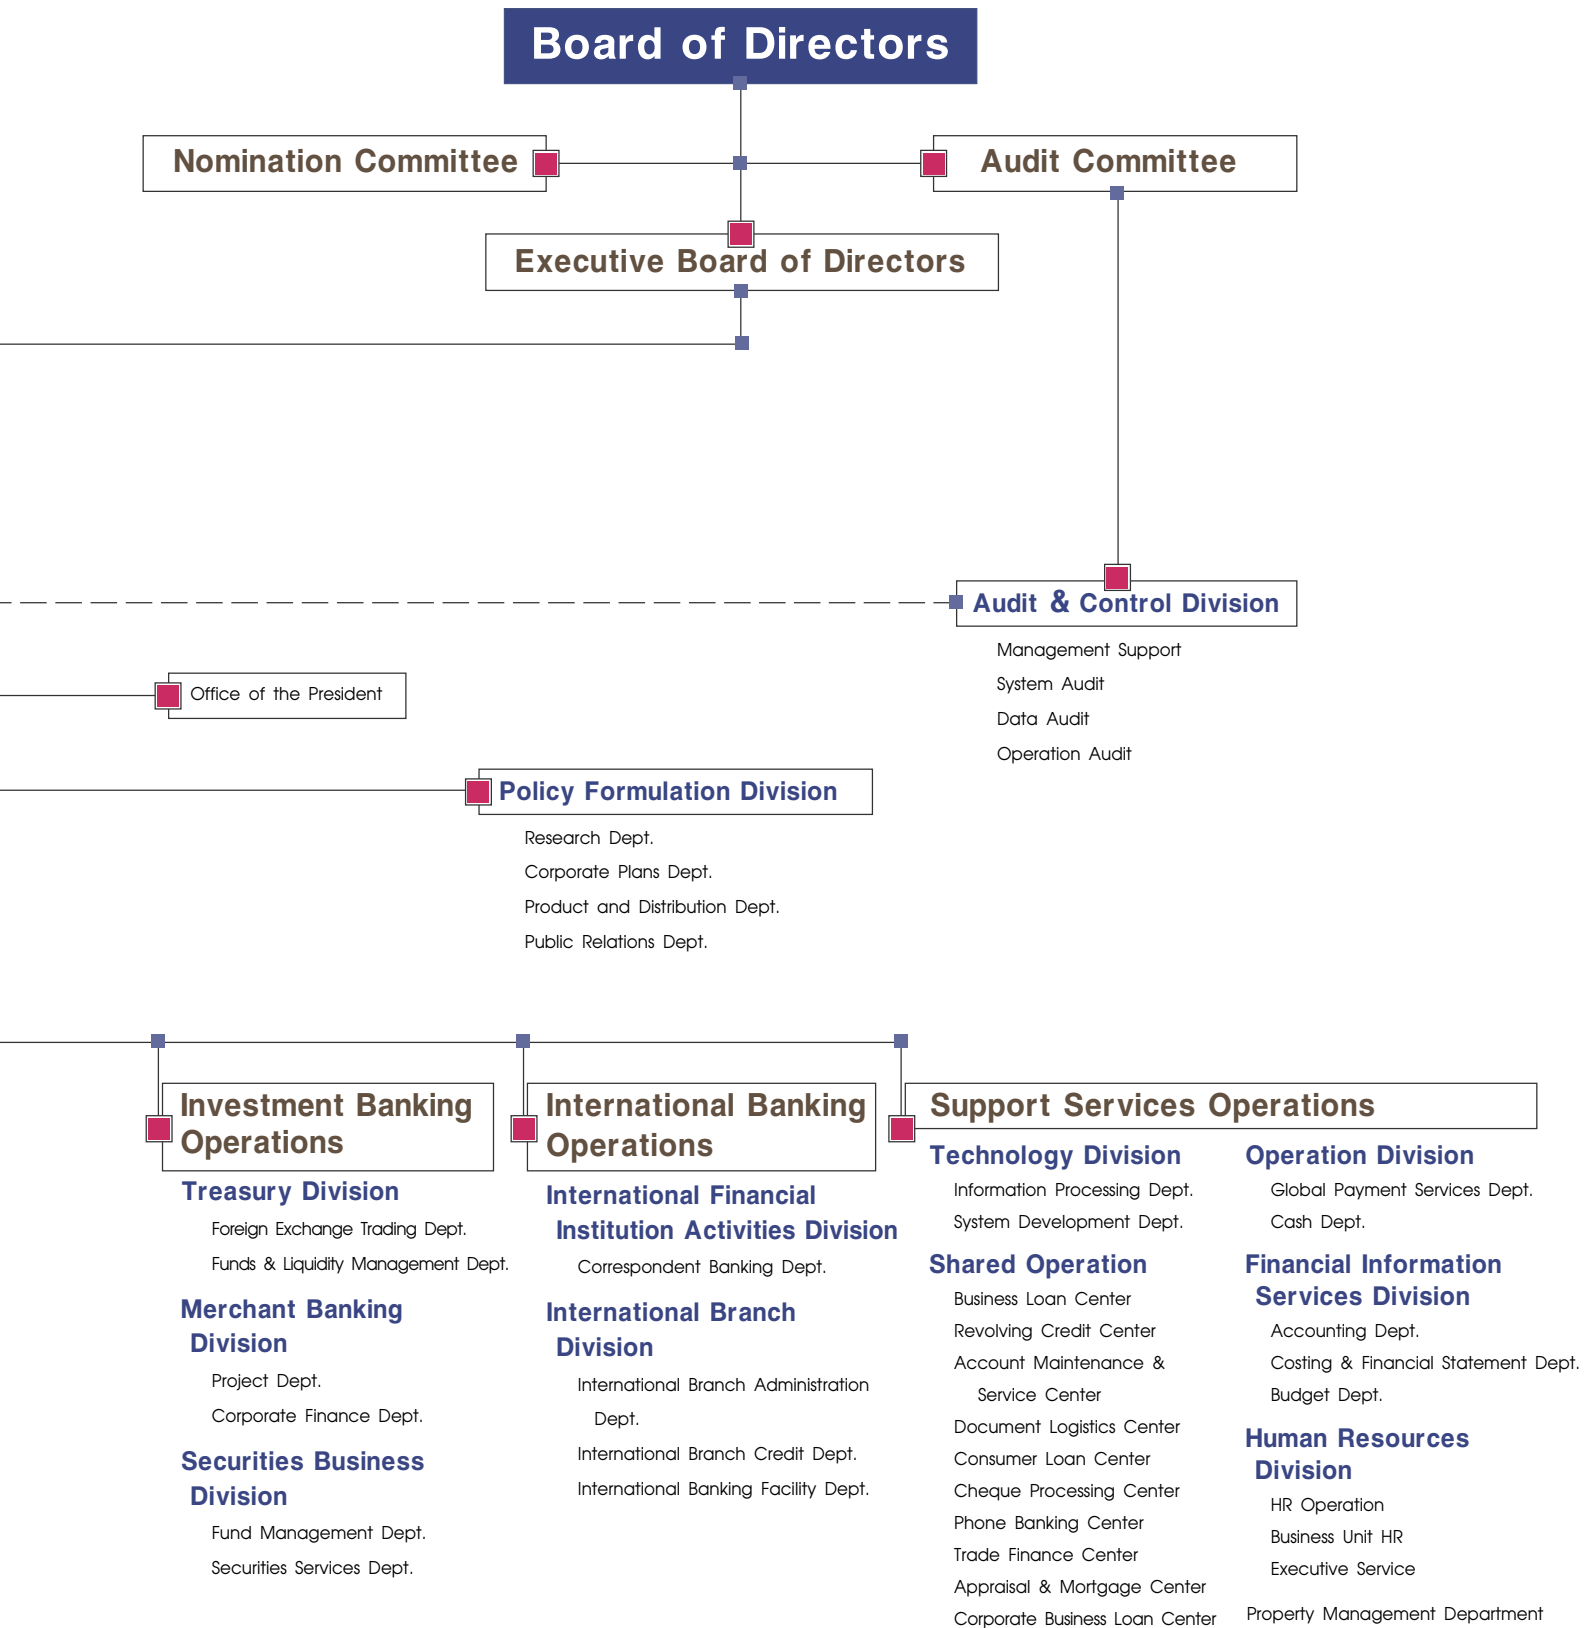 Board of Directors
Nomination Committee
Audit Committee
Executive Board of Directors
Audit & Control Division
Management Support
System Audit
Data Audit
Operation Audit
Office of the President
Policy Formulation Division
Research Dept.
Corporate Plans Dept.
Product and Distribution Dept.
Public Relations Dept.
Investment Banking
Operations
Treasury Division
Foreign Exchange Trading Dept.
Funds & Liquidity Management Dept.
Merchant Banking
Division
Project Dept.
Corporate Finance Dept.
Securities Business
Division
Fund Management Dept.
Securities Services Dept.
International Banking
Operations
International Financial
Institution Activities Division
Correspondent Banking Dept.
International Branch
Division
International Branch Administration
Dept.
International Branch Credit Dept.
International Banking Facility Dept.
Support Services Operations
Technology Division
Information Processing Dept.
System Development Dept.
Shared Operation
Business Loan Center
Revolving Credit Center
Account Maintenance &
Service Center
Document Logistics Center
Consumer Loan Center
Cheque Processing Center
Phone Banking Center
Trade Finance Center
Appraisal & Mortgage Center
Corporate Business Loan Center
Operation Division
Global Payment Services Dept.
Cash Dept.
Financial Information
Services Division
Accounting Dept.
Costing & Financial Statement Dept.
Budget Dept.
Human Resources
Division
HR Operation
Business Unit HR
Executive Service
Property Management Department